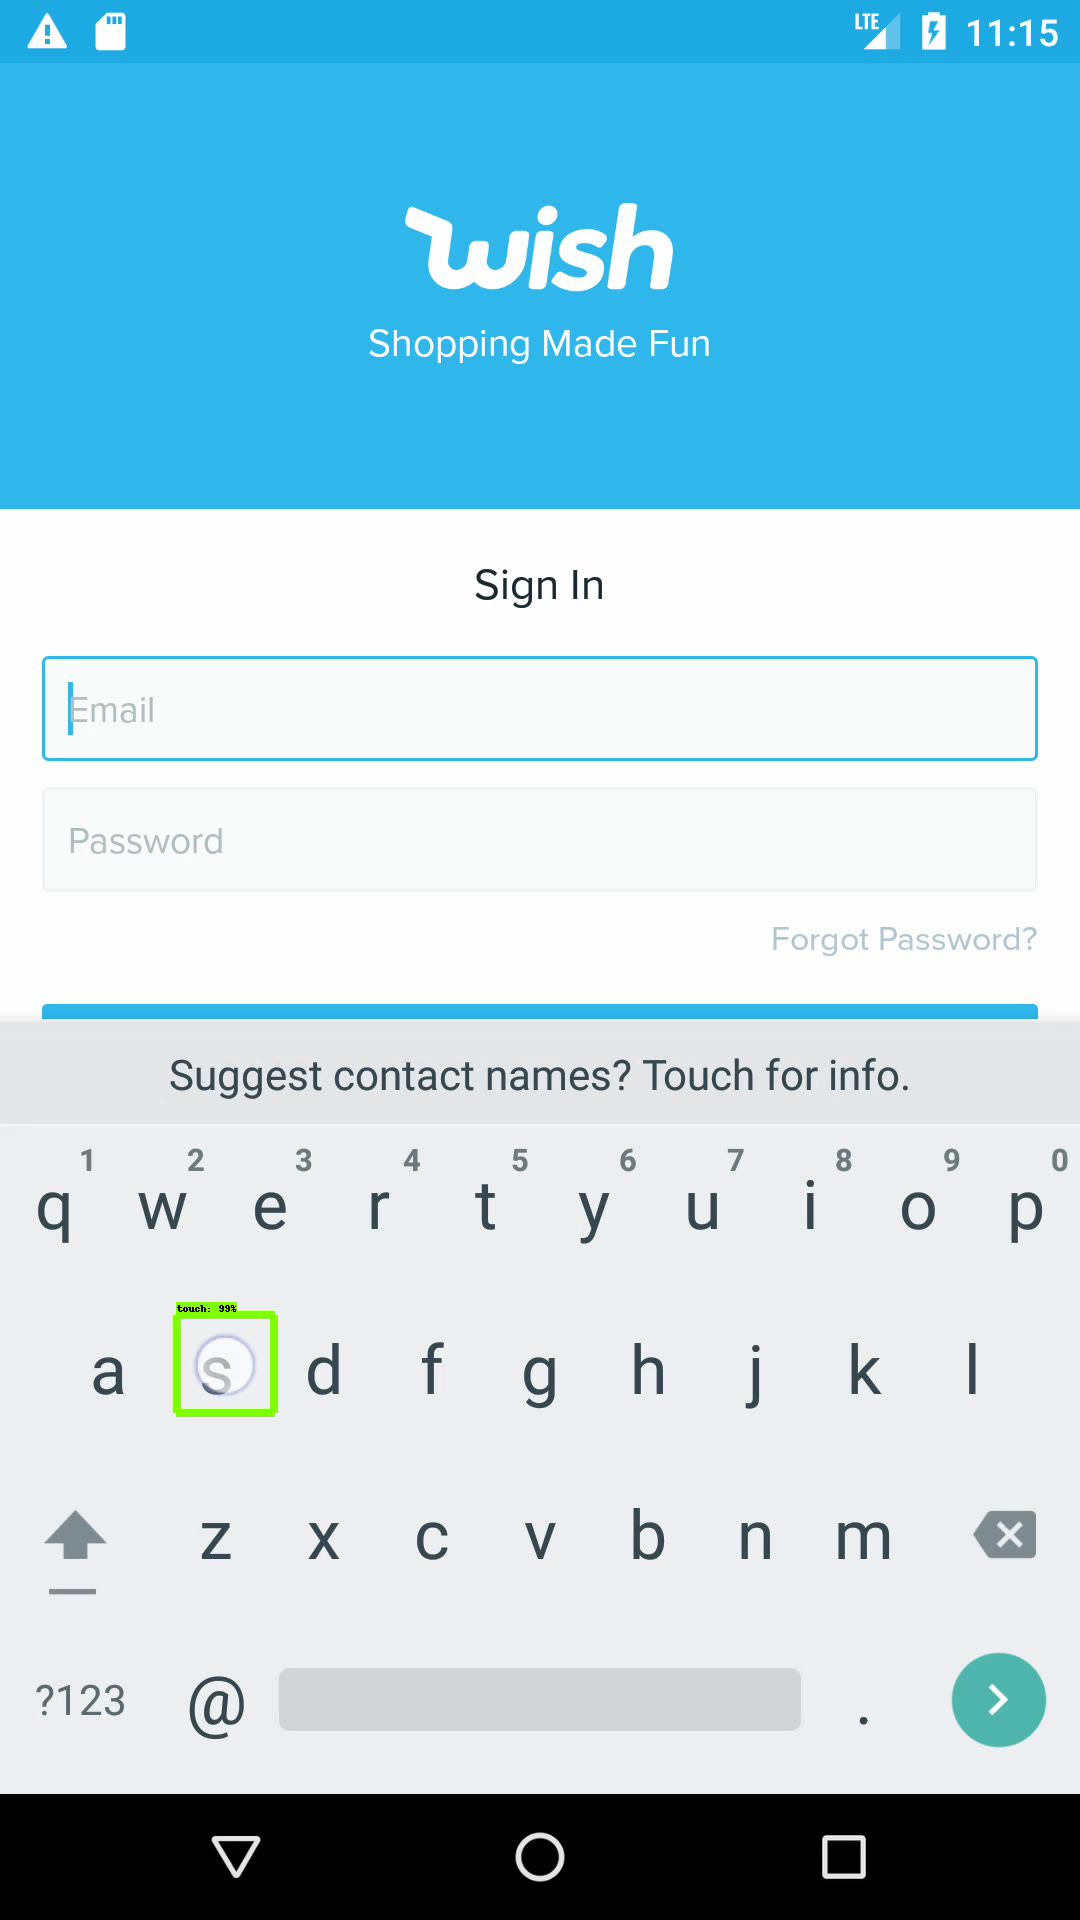 LTE 11:15
wish
Shopping Made Fun
Sign In
Email
Password
Forgot Password?
Suggest contact names? Touch for info.
1 2 3 4 5 6 7 8 9 0
q w e r t y u i o p
touch: 99%
a s d f g h j k l
z x c v b n m
?123 @ .